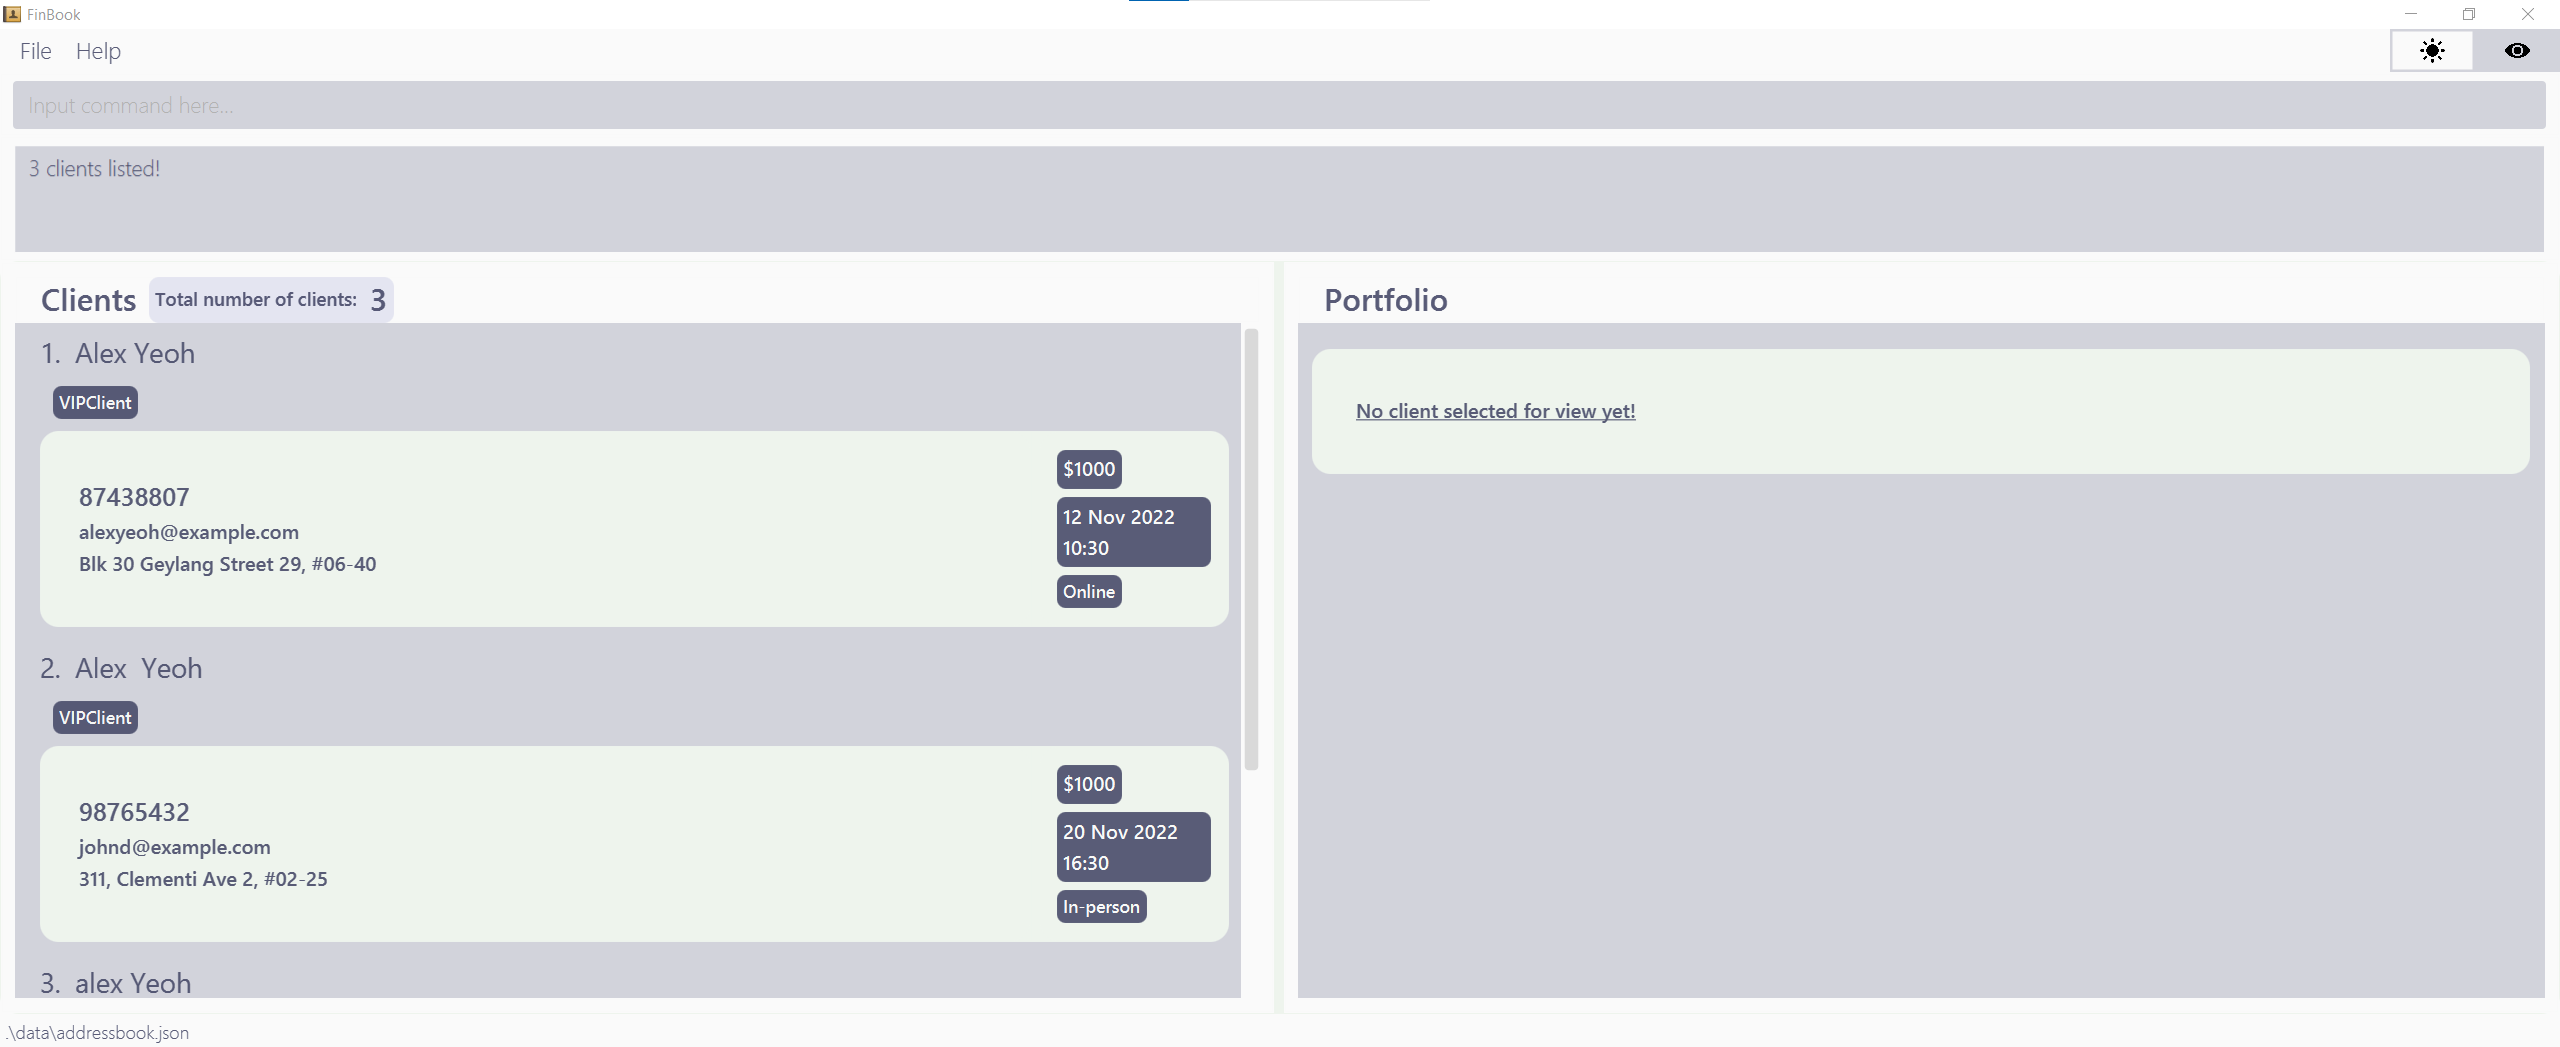 FinBook
File Help
Input command here...
3 clients listed!
Clients Total number of clients: 3
1. Alex Yeoh
VIPClient
87438807
alexyeoh@example.com
Blk 30 Geylang Street 29, #06-40
$1000
12 Nov 2022
10:30
Online
2. Alex  Yeoh
VIPClient
98765432
johnd@example.com
311, Clementi Ave 2, #02-25
$1000
20 Nov 2022
16:30
In-person
3. alex Yeoh
Portfolio
No client selected for view yet!
.\data\addressbook.json